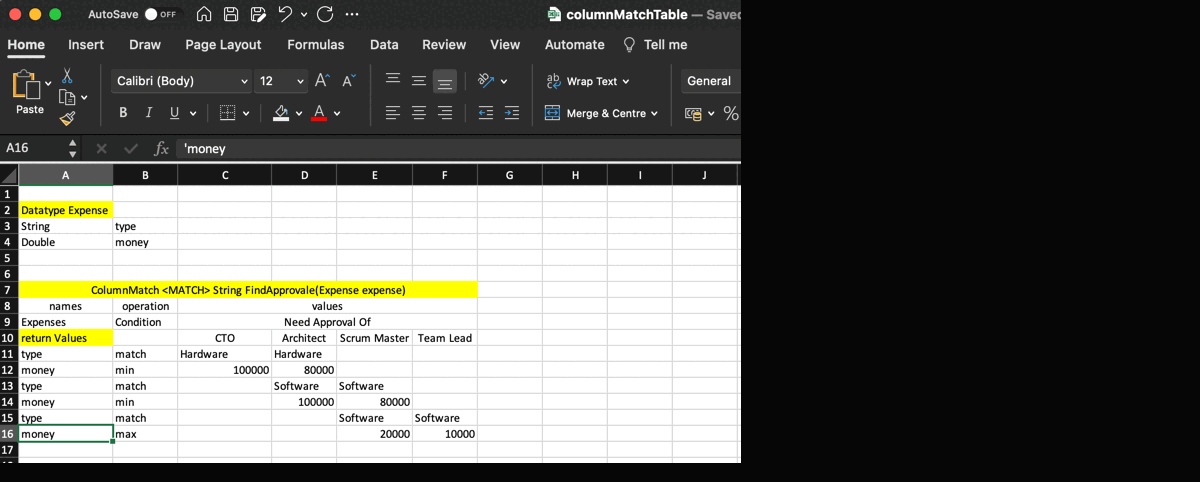 AutoSave OFF ... columnMatchTable — Saved
Home Insert Draw Page Layout Formulas Data Review View Automate Tell me
Paste Calibri (Body) 12 A A ab Wrap Text General
B I U A Merge & Centre %
A16 fx 'money
A B C D E F G H I J
1
2 Datatype Expense
3 String type
4 Double money
5
6
7 ColumnMatch <MATCH> String FindApprovale(Expense expense)
8 names operation values
9 Expenses Condition Need Approval Of
10 return Values CTO Architect Scrum Master Team Lead
11 type match Hardware Hardware
12 money min 100000 80000
13 type match Software Software
14 money min 100000 80000
15 type match Software Software
16 money max 20000 10000
17